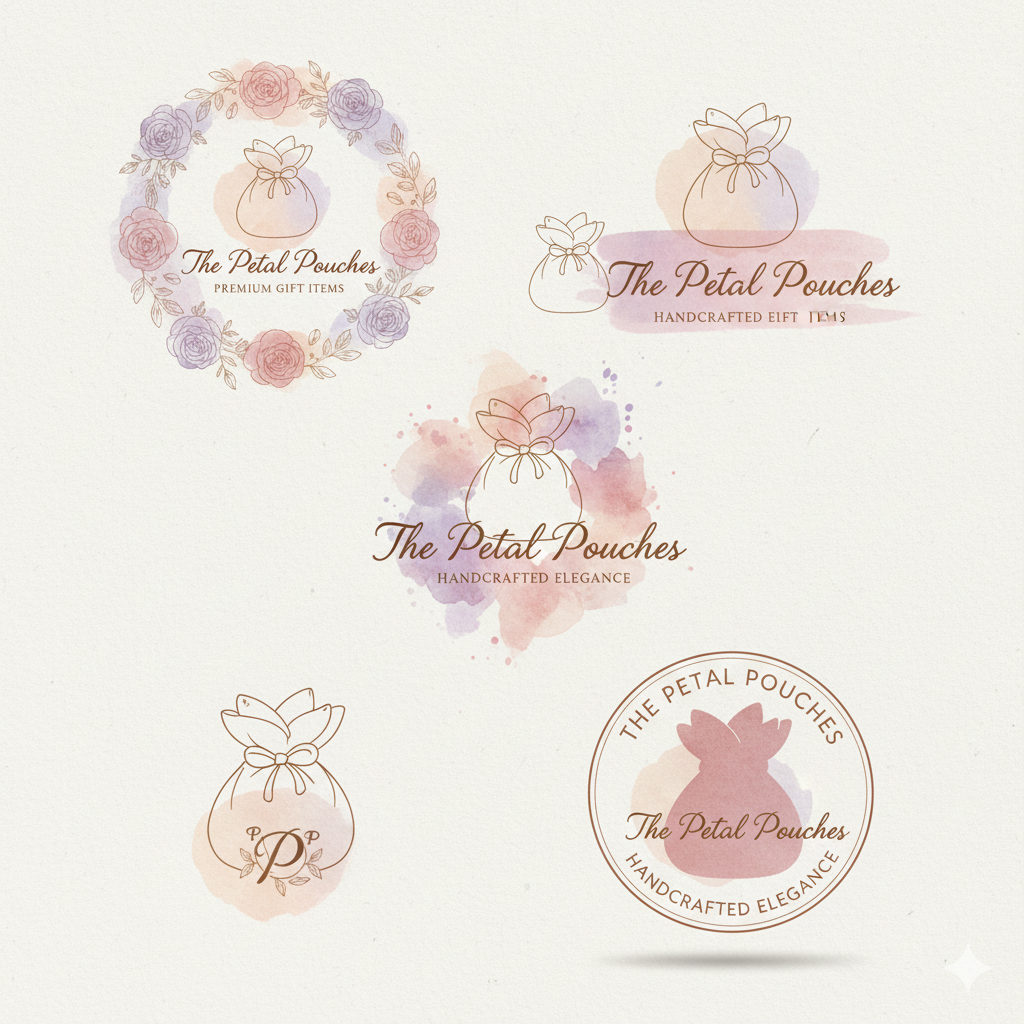 The Petal Pouches
PREMIUM GIFT ITEMS
The Petal Pouches
HANDCRAFTED EIFT
The Petal Pouches
HANDCRAFTED ELEGANCE
P P P
THE PETAL POUCHES
The Petal Pouches
HANDCRAFTED ELEGANCE